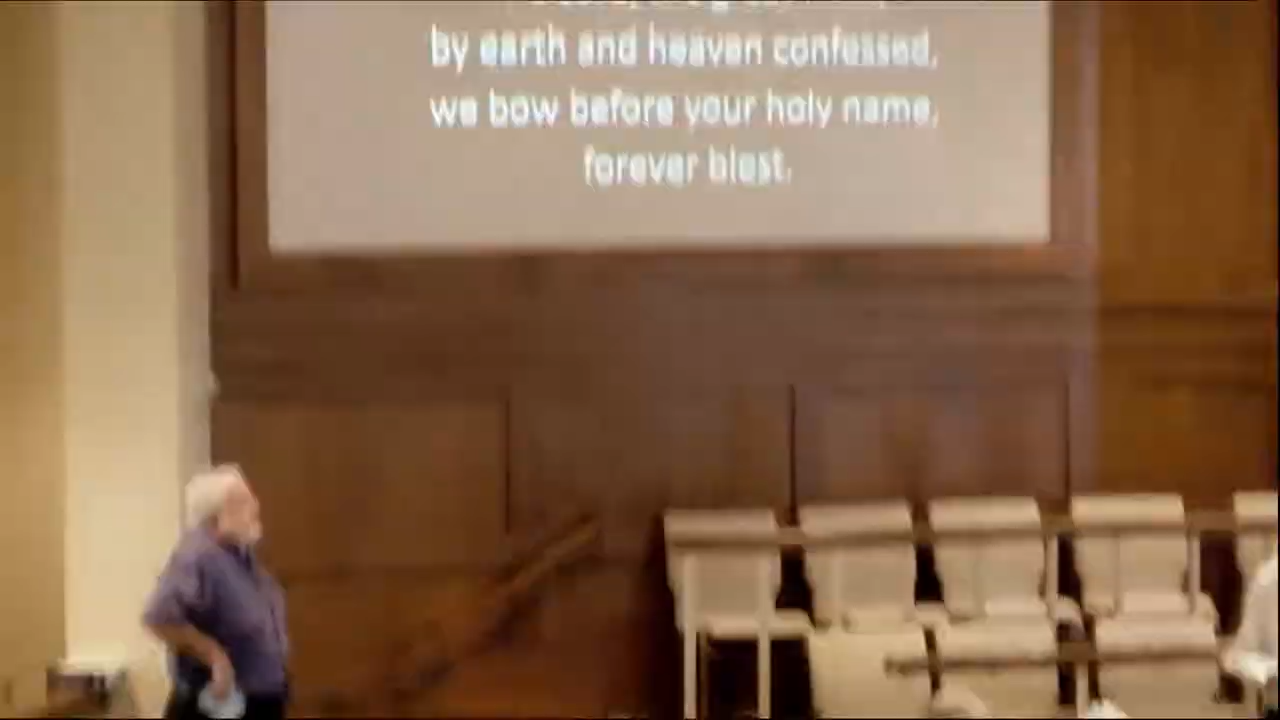 by earth and heaven confessed,
we bow before your holy name,
forever blest.